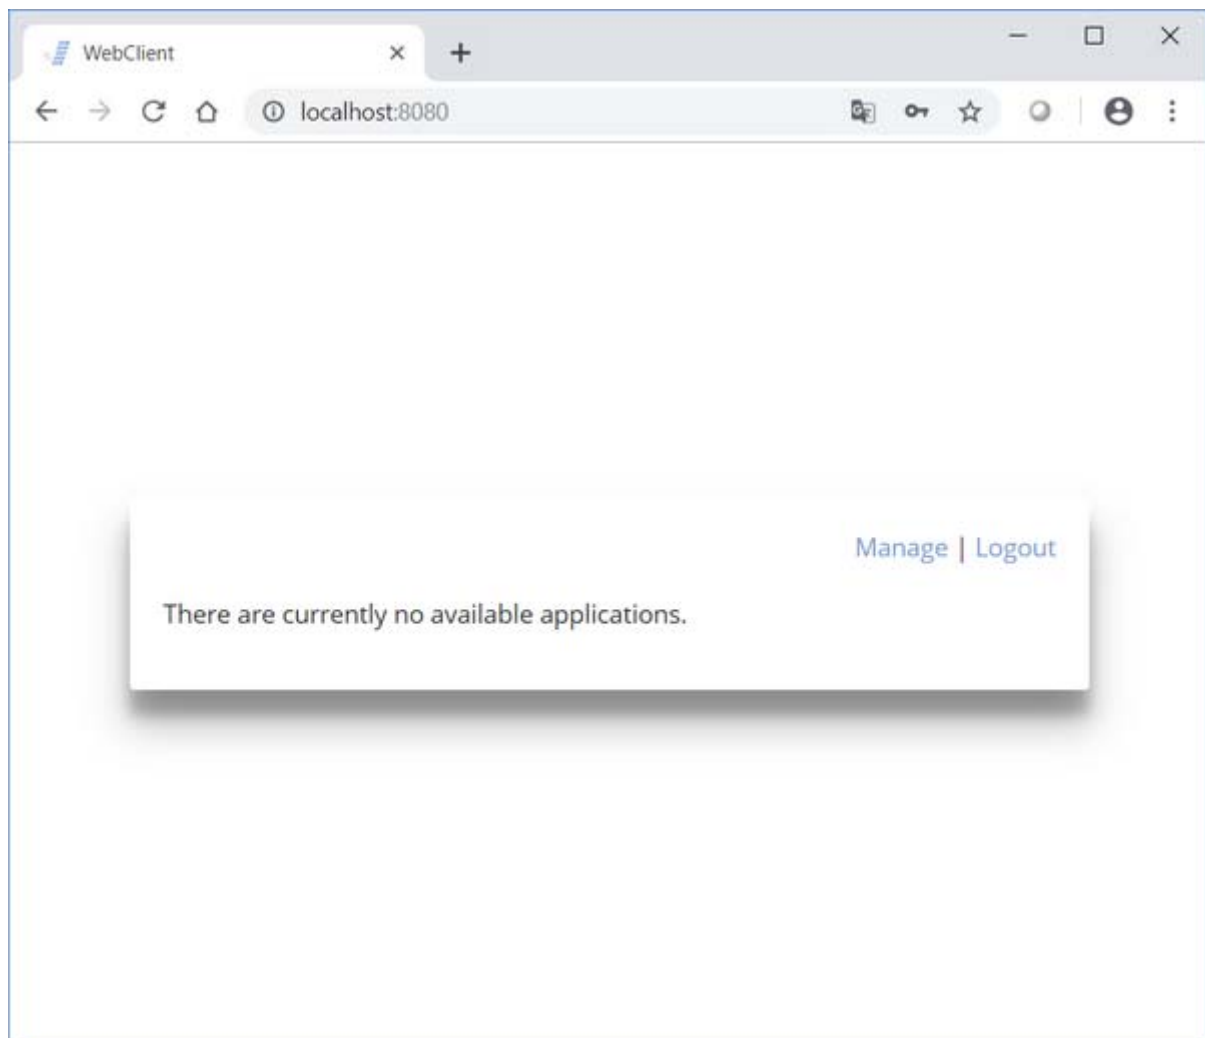 WebClient
localhost:8080
Manage | Logout
There are currently no available applications.